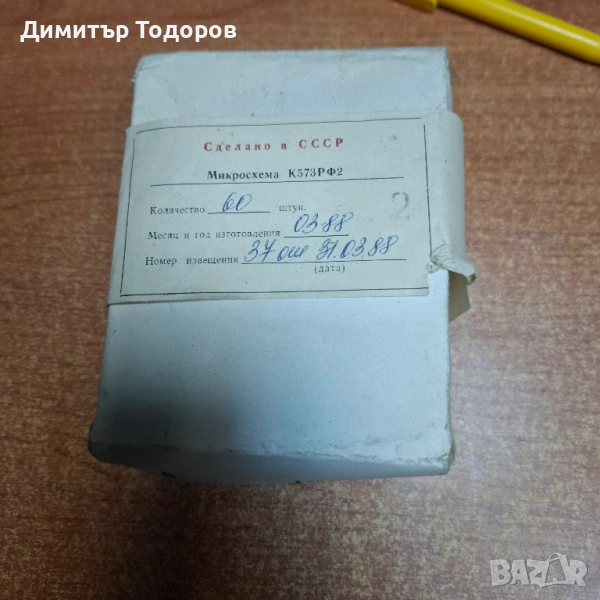 Димитър Тодоров
Сделано в СССР
Микросхема К573РФ2
Количество 60 штук.
Месяц и год изготовления 03.88
Номер извещения 37 31.03.88
(дата)
BAZAR